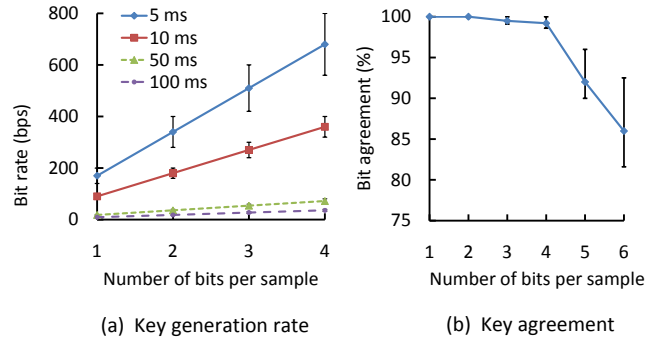 800
600
400
200
0
Bit rate (bps)
5 ms
10 ms
50 ms
100 ms
1 2 3 4
Number of bits per sample
(a) Key generation rate
100
95
90
85
80
75
Bit agreement (%)
1 2 3 4 5 6
Number of bits per sample
(b) Key agreement